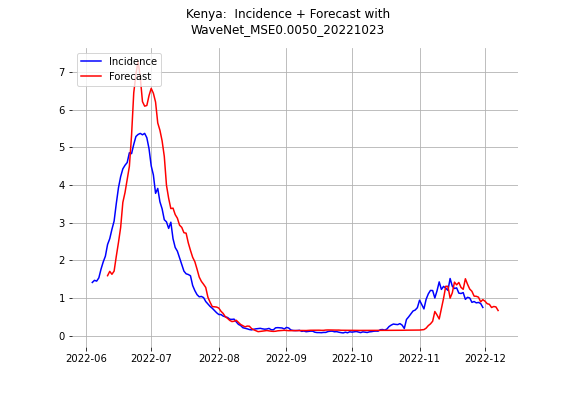 Kenya:  Incidence + Forecast with
WaveNet_MSE0.0050_20221023
Incidence
Forecast
7
6
5
4
3
2
1
0
2022-06 2022-07 2022-08 2022-09 2022-10 2022-11 2022-12